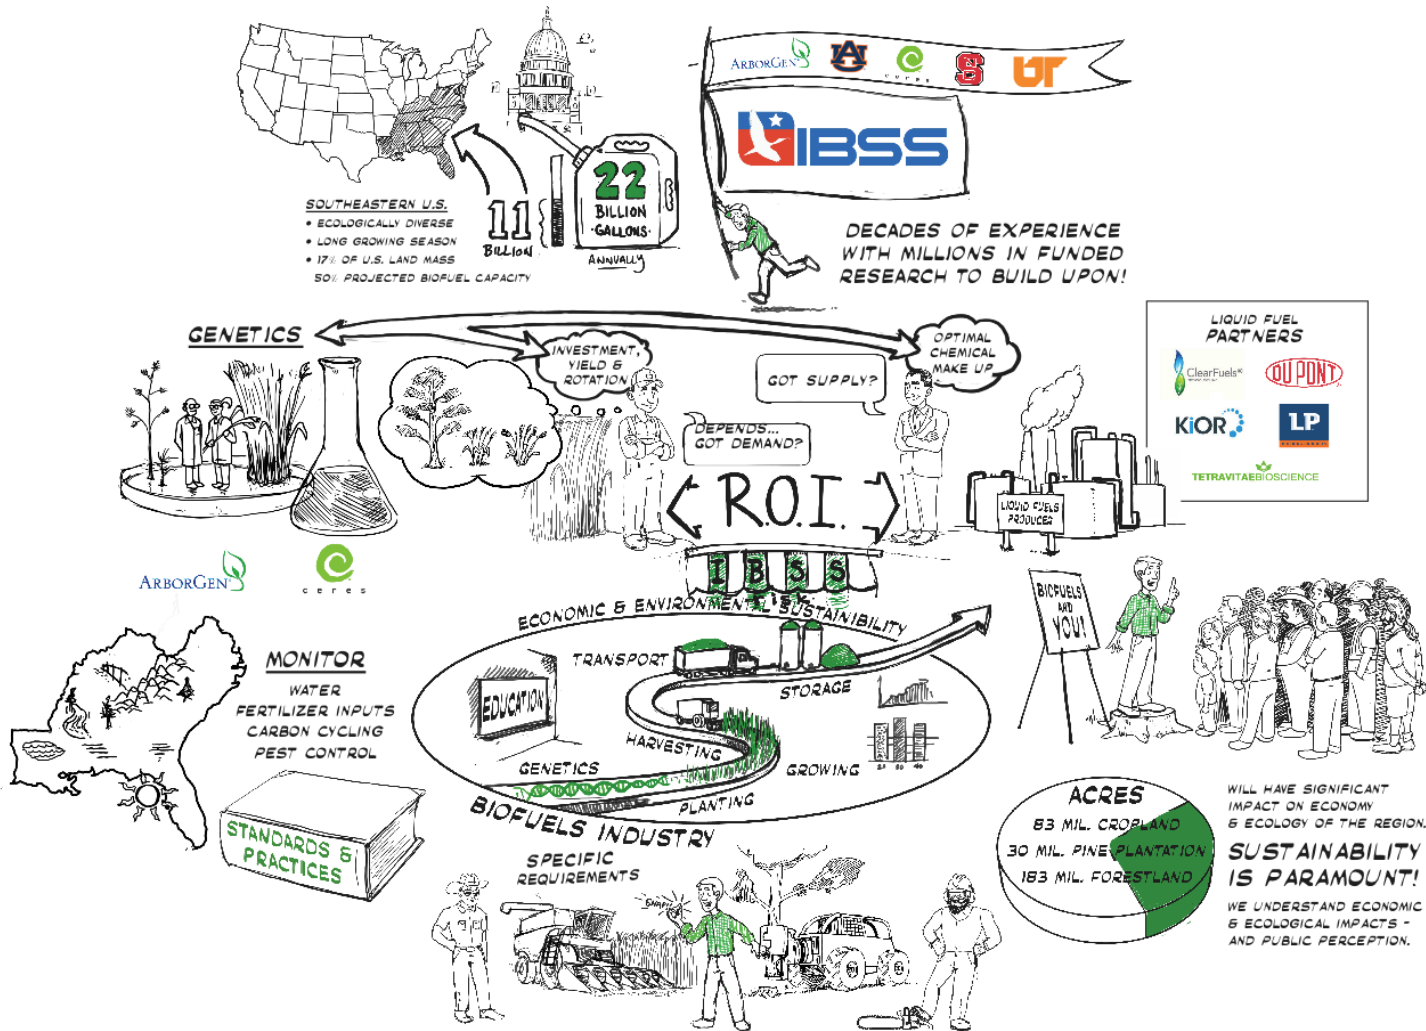 ARBORGEN
ceres
S
UT
IBSS
SOUTHEASTERN U.S.
• ECOLOGICALLY DIVERSE
• LONG GROWING SEASON
• 17% OF U.S. LAND MASS
50% PROJECTED BIOFUEL CAPACITY
11
BILLION
22
BILLION
GALLONS
ANNUALLY
DECADES OF EXPERIENCE
WITH MILLIONS IN FUNDED
RESEARCH TO BUILD UPON!
GENETICS
INVESTMENT,
YIELD &
ROTATION
GOT SUPPLY?
OPTIMAL
CHEMICAL
MAKE UP
DEPENDS...
GOT DEMAND?
R.O.I.
LIQUID FUELS
PRODUCER
LIQUID FUEL
PARTNERS
ClearFuels
DUPONT
KiOR
LP
TETRAVITAEBIOSCIENCE
ARBORGEN
ceres
IBSS
ECONOMIC & ENVIRONMENTAL SUSTAINIBILITY
TRANSPORT
STORAGE
EDUCATION
HARVESTING
GENETICS
GROWING
PLANTING
BIOFUELS INDUSTRY
BIOFUELS
AND
YOU!
MONITOR
WATER
FERTILIZER INPUTS
CARBON CYCLING
PEST CONTROL
STANDARDS &
PRACTICES
SPECIFIC
REQUIREMENTS
SNAP!
ACRES
83 MIL. CROPLAND
30 MIL. PINE PLANTATION
183 MIL. FORESTLAND
WILL HAVE SIGNIFICANT
IMPACT ON ECONOMY
& ECOLOGY OF THE REGION.
SUSTAINABILITY
IS PARAMOUNT!
WE UNDERSTAND ECONOMIC
& ECOLOGICAL IMPACTS -
AND PUBLIC PERCEPTION.